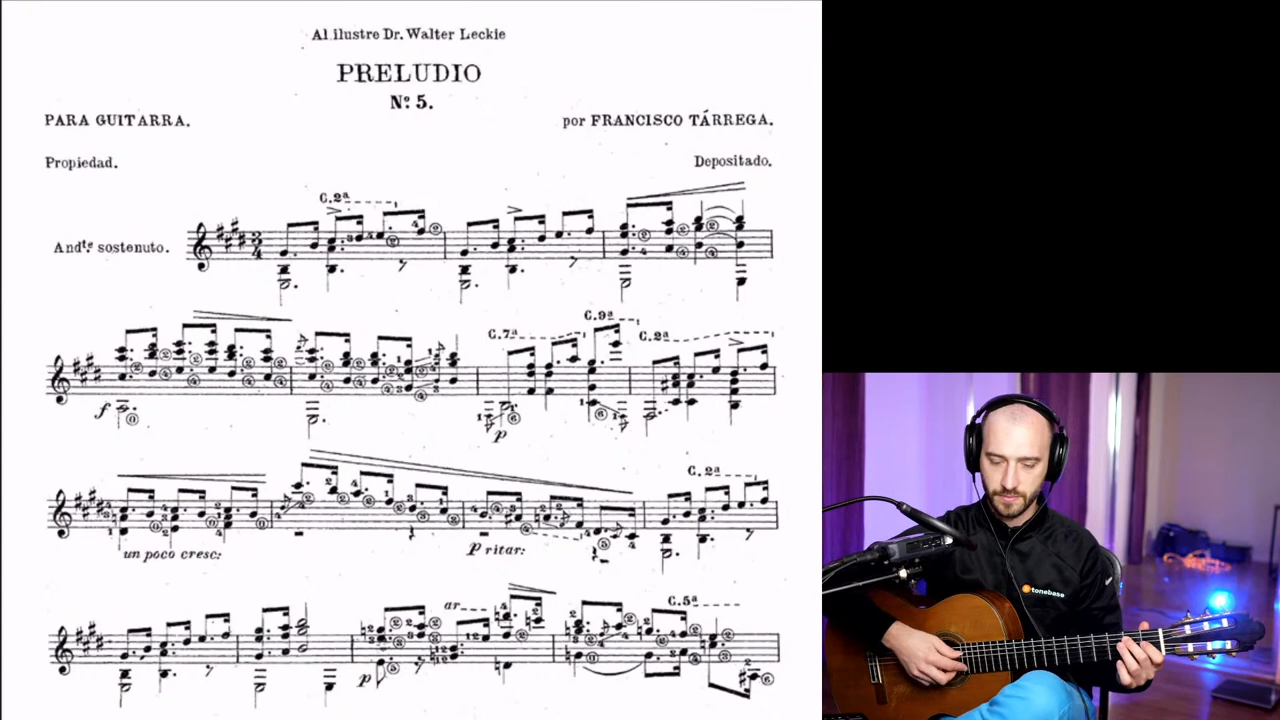 Al ilustre Dr. Walter Leckie
PRELUDIO
Nº 5.
PARA GUITARRA.
por FRANCISCO TÁRREGA.
Propiedad.
Depositado.
C. 2ª
Andte sostenuto.
C. 9ª
C. 7ª
C. 2ª
f
p
C. 2ª
un poco cresc:
p ritar:
ar
C. 5ª
p
tonebase